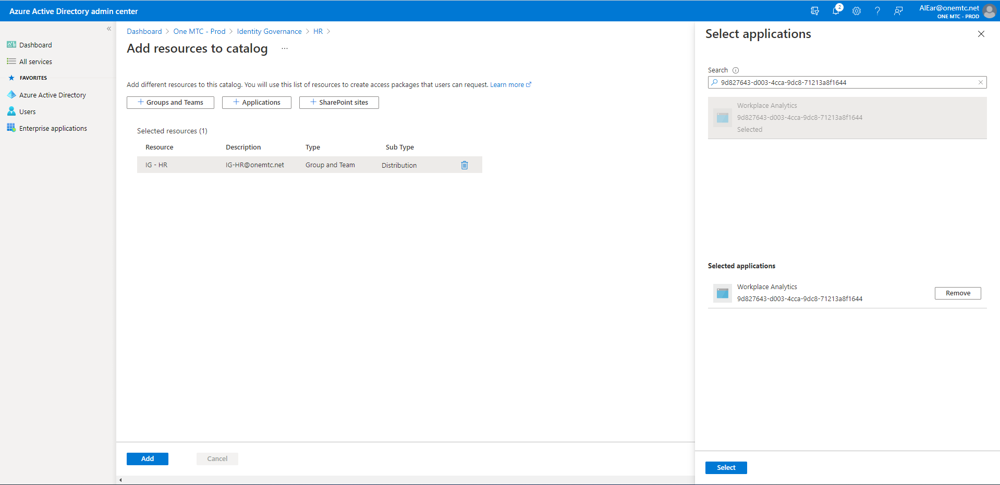 Azure Active Directory admin center
2
AlEar@onemtc.net
ONE MTC - PROD
Dashboard
All services
FAVORITES
Azure Active Directory
Users
Enterprise applications
Dashboard > One MTC - Prod > Identity Governance > HR >
Add resources to catalog ...
Add different resources to this catalog. You will use this list of resources to create access packages that users can request. Learn more
+ Groups and Teams
+ Applications
+ SharePoint sites
Selected resources (1)
Resource Description Type Sub Type
IG - HR IG-HR@onemtc.net Group and Team Distribution
Add
Cancel
Select applications
Search
9d827643-d003-4cca-9dc8-71213a8f1644
Workplace Analytics
9d827643-d003-4cca-9dc8-71213a8f1644
Selected
Selected applications
Workplace Analytics
9d827643-d003-4cca-9dc8-71213a8f1644
Remove
Select